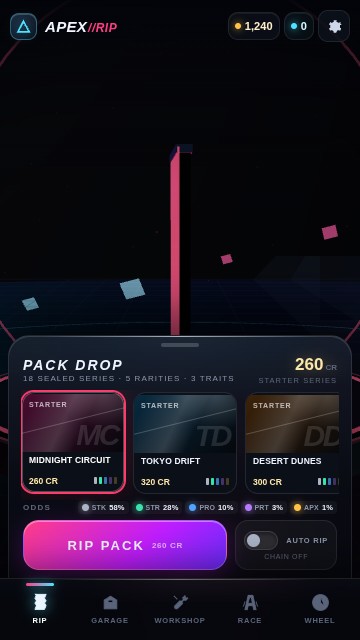 APEX//RIP
1,240
0
PACK DROP
260 CR
18 SEALED SERIES · 5 RARITIES · 3 TRAITS
STARTER SERIES
STARTER
MC
MIDNIGHT CIRCUIT
260 CR
STARTER
TD
TOKYO DRIFT
320 CR
STARTER
DD
DESERT DUNES
300 CR
ODDS
STK 58%
STR 28%
PRO 10%
PRT 3%
APX 1%
RIP PACK 260 CR
AUTO RIP
CHAIN OFF
RIP
GARAGE
WORKSHOP
RACE
WHEEL